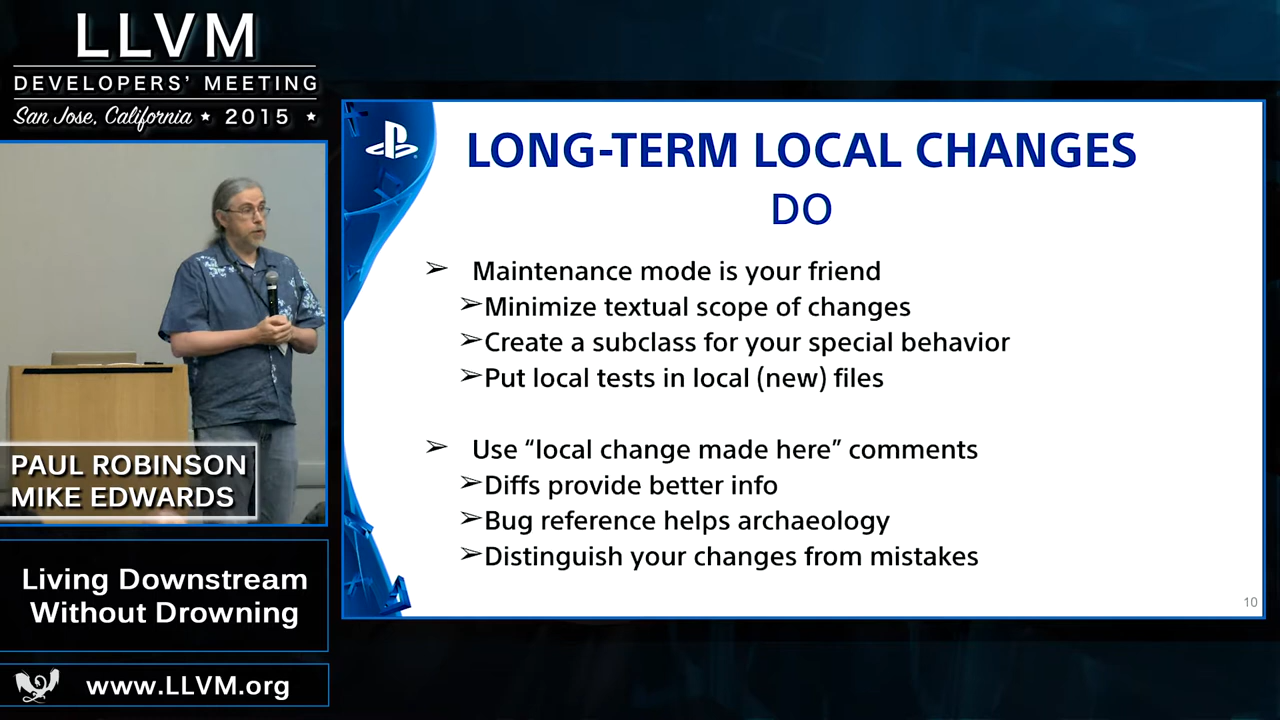 LLVM
DEVELOPERS' MEETING
San Jose, California ★ 2015 ★
PAUL ROBINSON
MIKE EDWARDS
Living Downstream
Without Drowning
www.LLVM.org
LONG-TERM LOCAL CHANGES
DO
➢ Maintenance mode is your friend
➢Minimize textual scope of changes
➢Create a subclass for your special behavior
➢Put local tests in local (new) files
➢ Use “local change made here” comments
➢Diffs provide better info
➢Bug reference helps archaeology
➢Distinguish your changes from mistakes
10